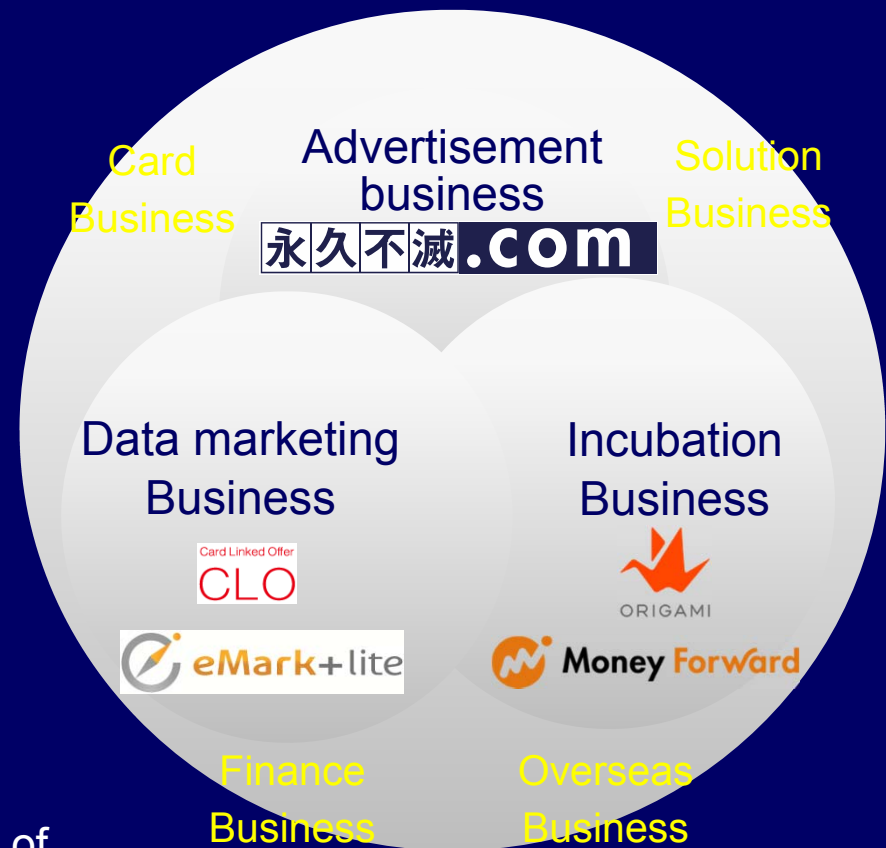 Advertisement
business
Card
Business
Solution
Business
永久不滅.com
Data marketing
Business
Incubation
Business
Card Linked Offer
CLO
ORIGAMI
eMark+lite
Money Forward
Finance
Business
Overseas
Business
of